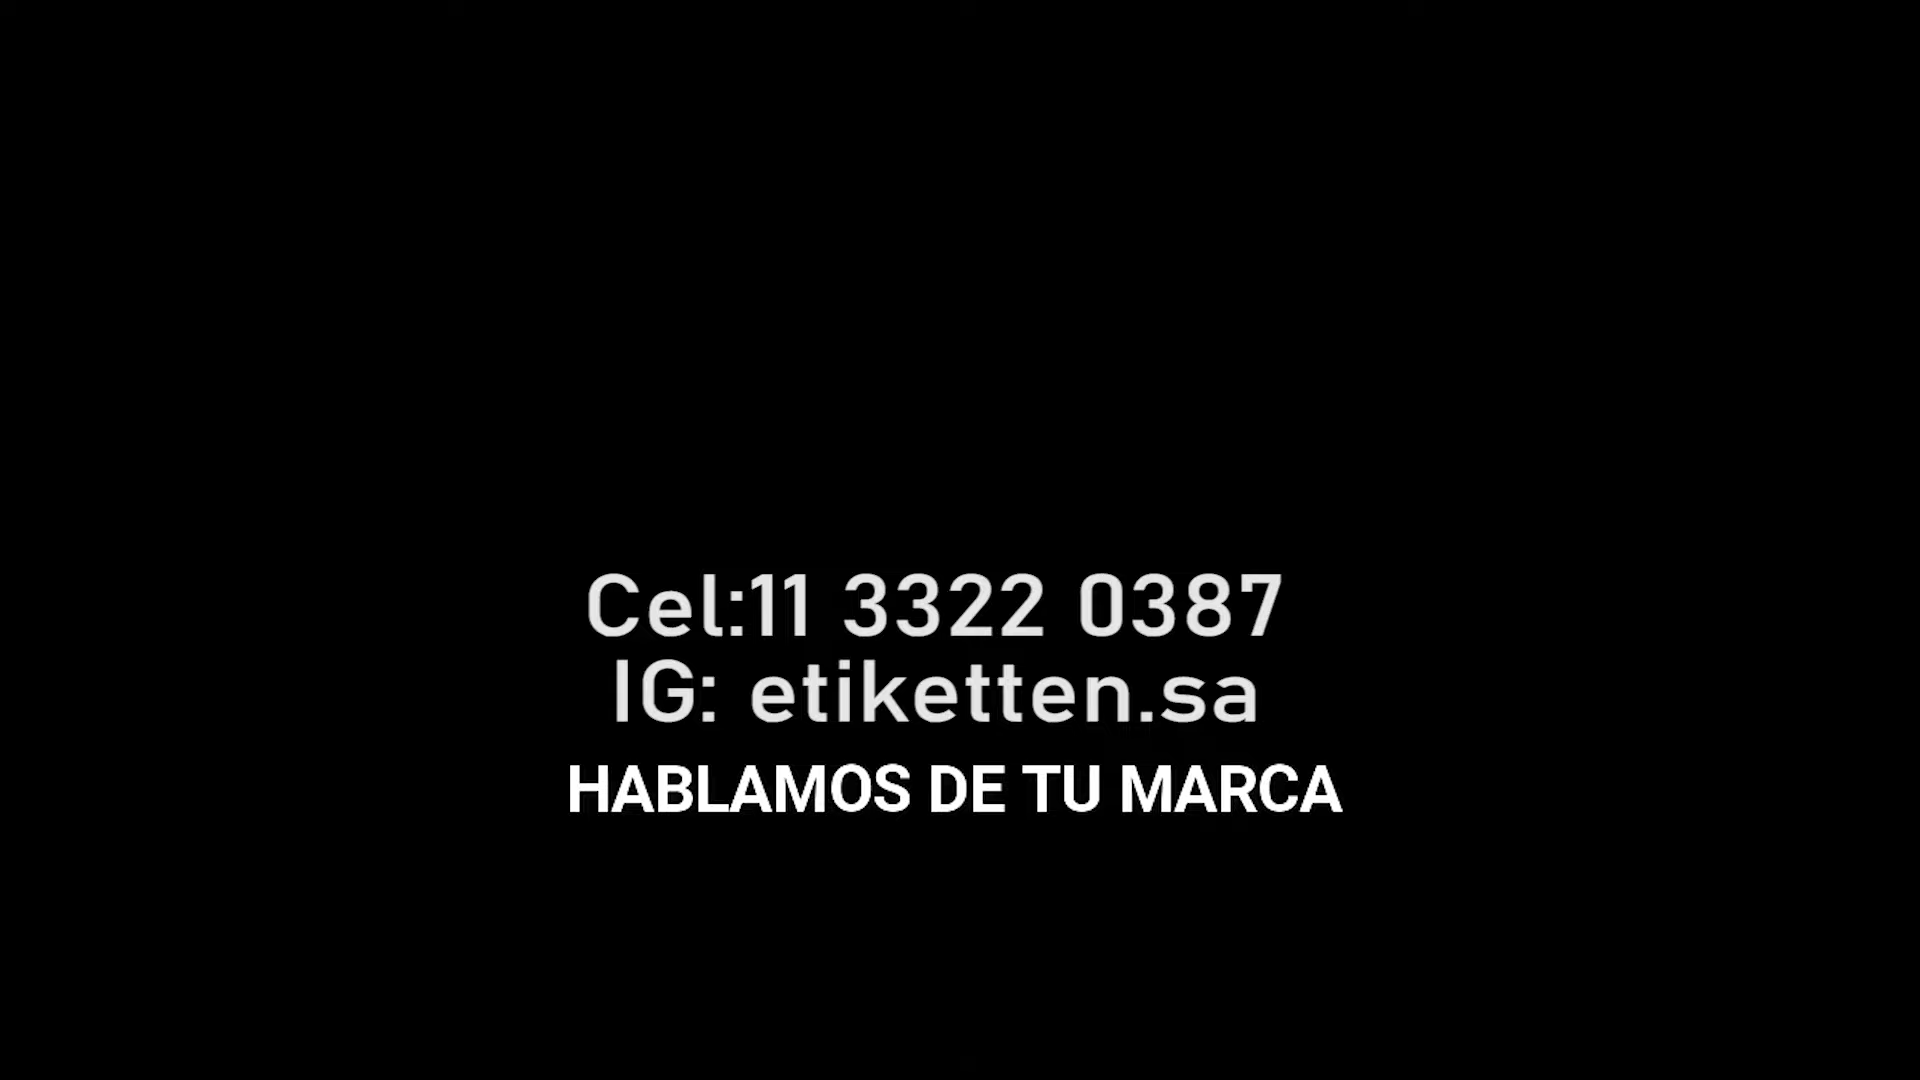 Cel:11 3322 0387
IG: etiketten.sa
HABLAMOS DE TU MARCA